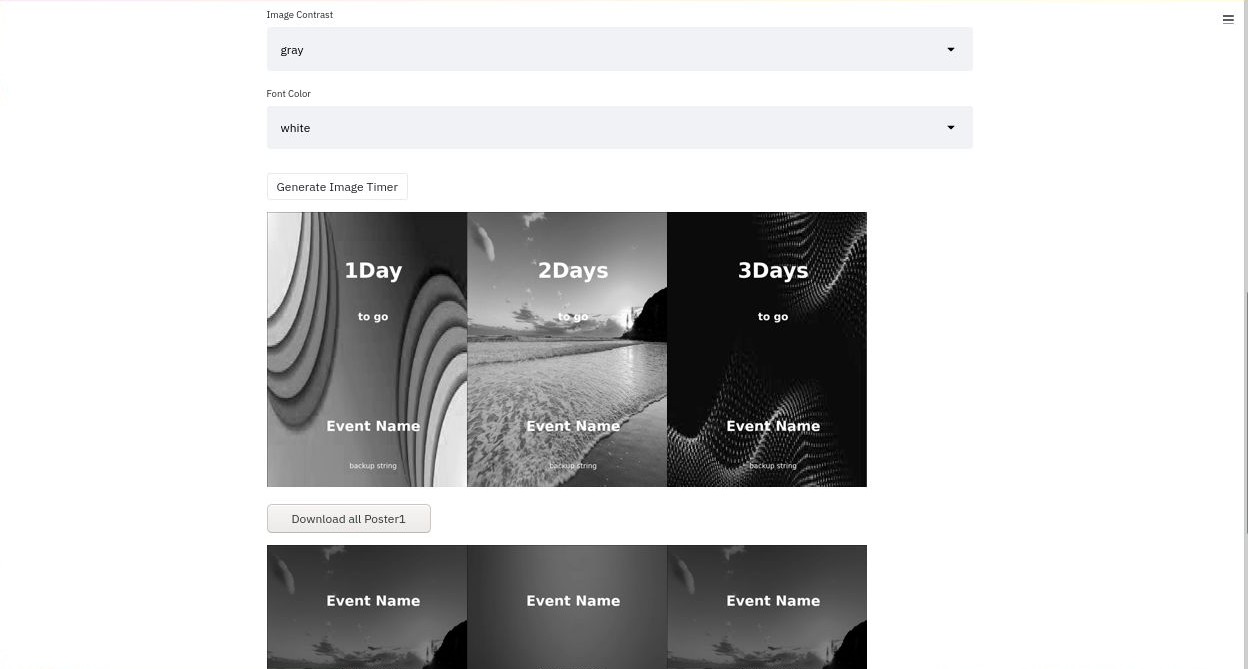 Image Contrast
gray
Font Color
white
Generate Image Timer
1Day
to go
Event Name
backup string
2Days
to go
Event Name
backup string
3Days
to go
Event Name
backup string
Download all Poster1
Event Name
Event Name
Event Name